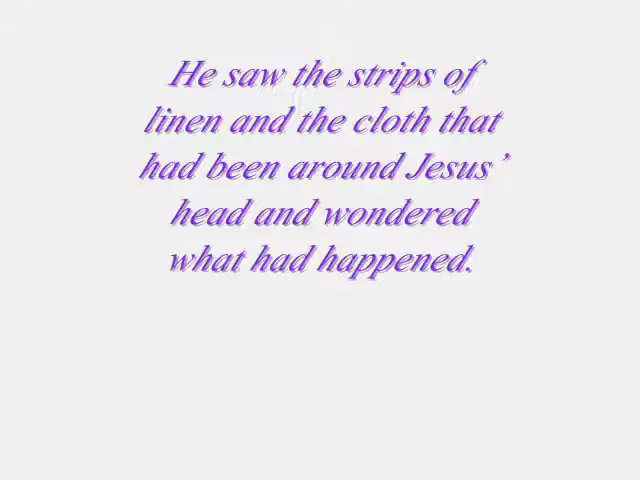 He saw the strips of
linen and the cloth that
had been around Jesus’
head and wondered
what had happened.